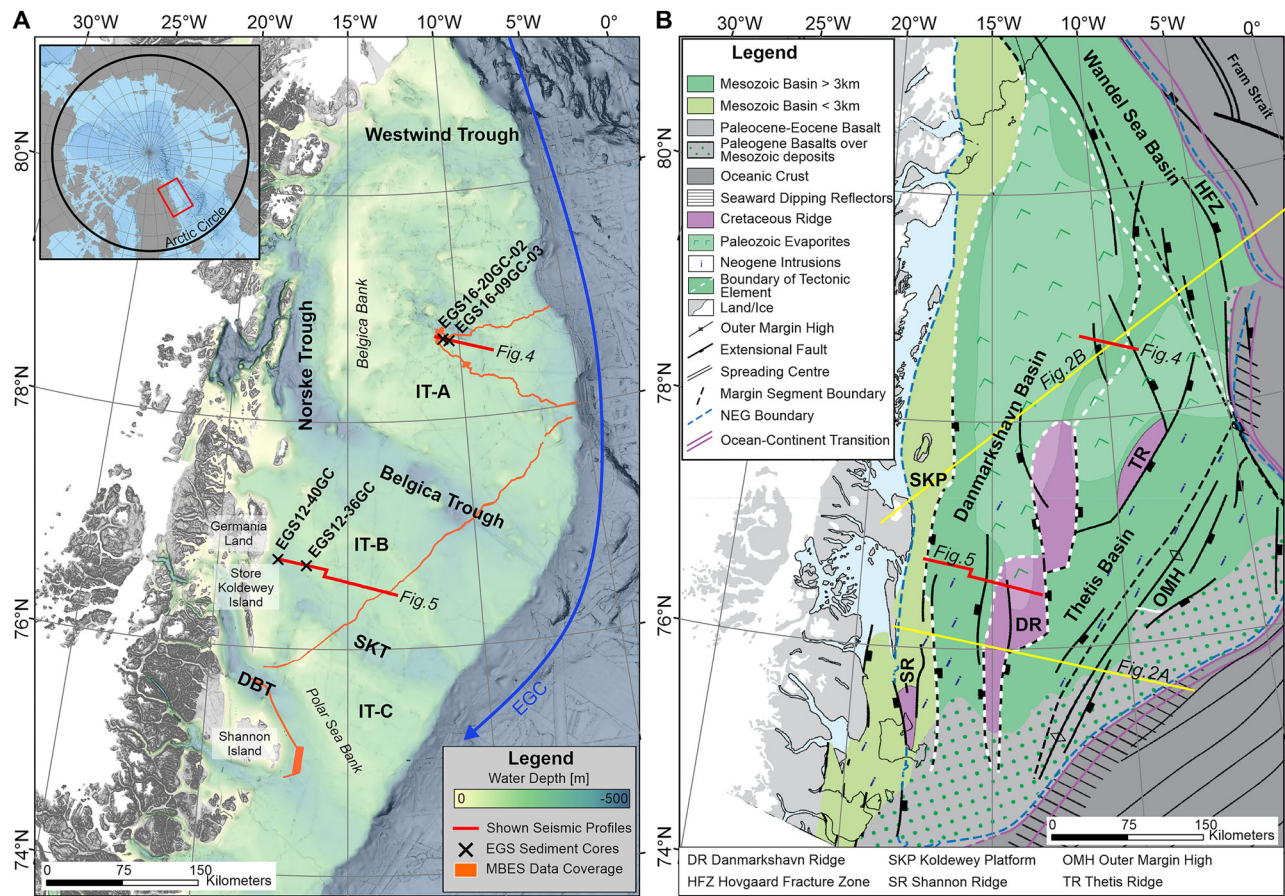 A
30°W
25°W
20°W
15°W
10°W
5°W
0°
80°N
78°N
76°N
74°N
Arctic Circle
Westwind Trough
Norske Trough
Belgica Bank
EGS16-20GC-02
EGS16-09GC-03
Fig.4
IT-A
Belgica Trough
EGS12-40GC
EGS12-36GC
IT-B
Germania
Land
Store
Koldewey
Island
Fig.5
SKT
DBT
IT-C
Polar Sea Bank
Shannon
Island
EGC
Legend
Water Depth [m]
0
-500
Shown Seismic Profiles
EGS Sediment Cores
MBES Data Coverage
0
75
150
Kilometers
B
30°W
25°W
20°W
15°W
10°W
5°W
0°
80°N
78°N
76°N
74°N
Legend
Mesozoic Basin > 3km
Mesozoic Basin < 3km
Paleocene-Eocene Basalt
Paleogene Basalts over
Mesozoic deposits
Oceanic Crust
Seaward Dipping Reflectors
Cretaceous Ridge
Paleozoic Evaporites
Neogene Intrusions
Boundary of Tectonic
Element
Land/Ice
Outer Margin High
Extensional Fault
Spreading Centre
Margin Segment Boundary
NEG Boundary
Ocean-Continent Transition
Wandel Sea Basin
Fram Strait
HFZ
Fig.2B
Fig.4
Danmarkshavn Basin
SKP
TR
Fig.5
Thetis Basin
OMH
DR
SR
Fig.2A
0
75
150
Kilometers
DR Danmarkshavn Ridge
SKP Koldewey Platform
OMH Outer Margin High
HFZ Hovgaard Fracture Zone
SR Shannon Ridge
TR Thetis Ridge